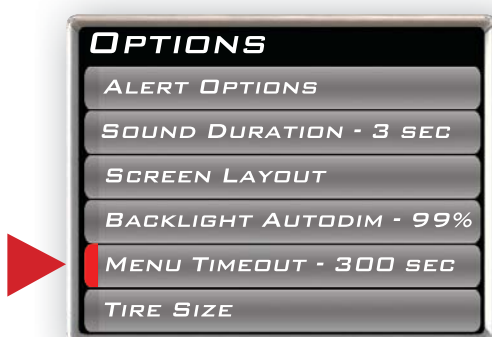 OPTIONS
ALERT OPTIONS
SOUND DURATION - 3 SEC
SCREEN LAYOUT
BACKLIGHT AUTODIM - 99%
MENU TIMEOUT - 300 SEC
TIRE SIZE